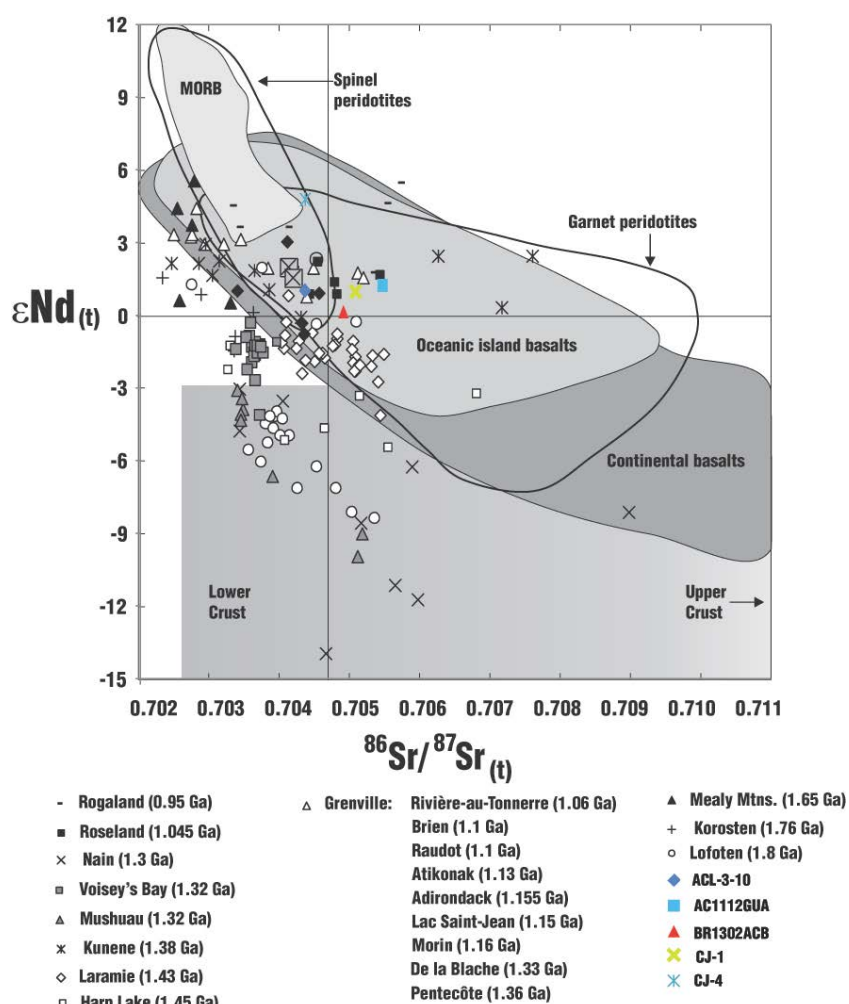 12
9
6
3
0
-3
-6
-9
-12
-15
εNd(t)
MORB
Spinel
peridotites
Garnet peridotites
Oceanic island basalts
Continental basalts
Lower
Crust
Upper
Crust
0.702 0.703 0.704 0.705 0.706 0.707 0.708 0.709 0.710 0.711
86Sr/87Sr(t)
- Rogaland (0.95 Ga)
Roseland (1.045 Ga)
Nain (1.3 Ga)
Voisey's Bay (1.32 Ga)
Mushuau (1.32 Ga)
Kunene (1.38 Ga)
Laramie (1.43 Ga)
Harp Lake (1.45 Ga)
Grenville: Rivière-au-Tonnerre (1.06 Ga)
Brien (1.1 Ga)
Raudot (1.1 Ga)
Atikonak (1.13 Ga)
Adirondack (1.155 Ga)
Lac Saint-Jean (1.15 Ga)
Morin (1.16 Ga)
De la Blache (1.33 Ga)
Pentecôte (1.36 Ga)
Mealy Mtns. (1.65 Ga)
Korosten (1.76 Ga)
Lofoten (1.8 Ga)
ACL-3-10
AC1112GUA
BR1302ACB
CJ-1
CJ-4